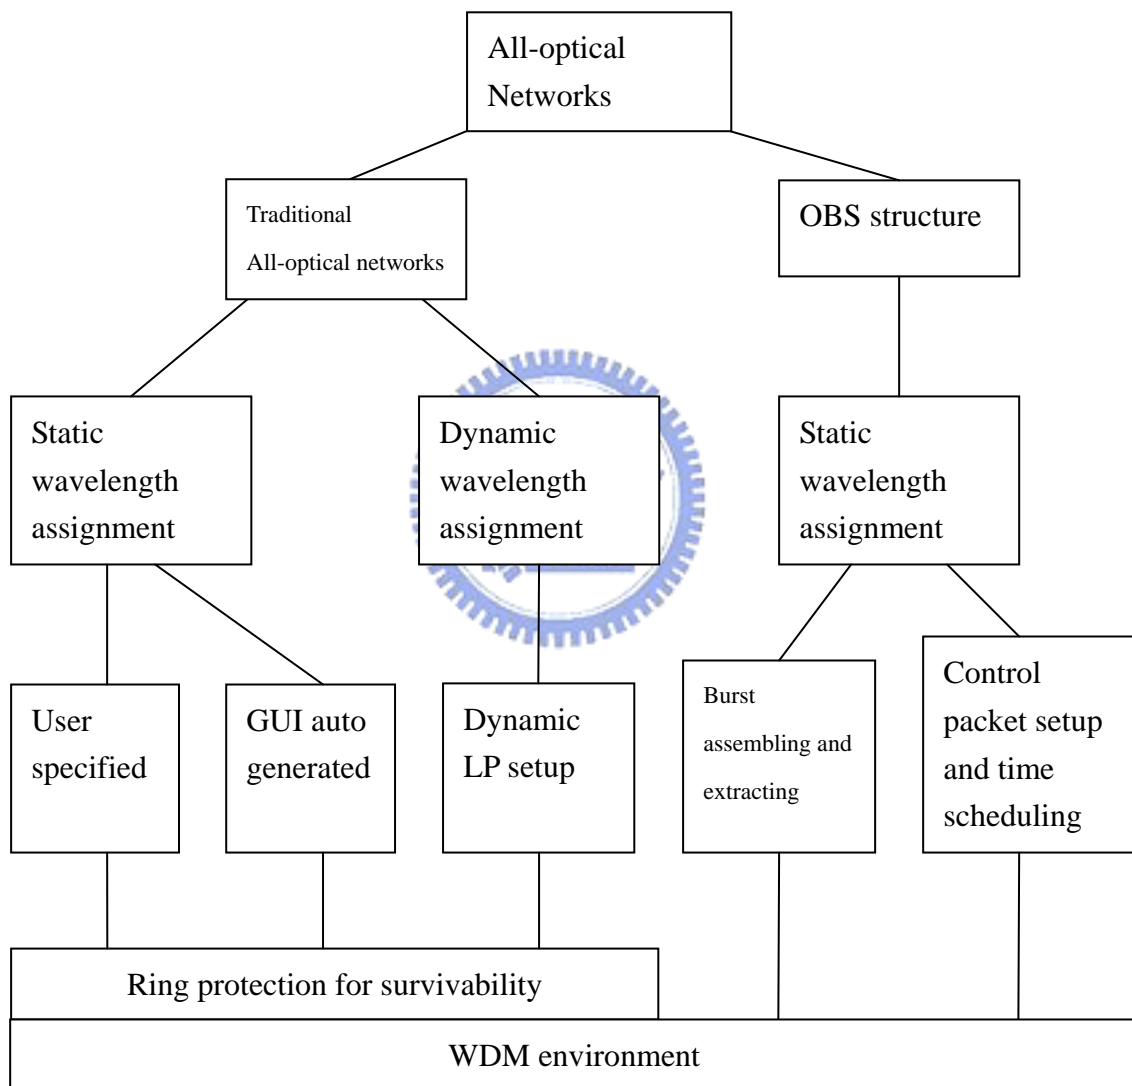 All-optical
Networks
Traditional
All-optical networks
OBS structure
Static
wavelength
assignment
Dynamic
wavelength
assignment
Static
wavelength
assignment
User
specified
GUI auto
generated
Dynamic
LP setup
Burst
assembling and
extracting
Control
packet setup
and time
scheduling
Ring protection for survivability
WDM environment